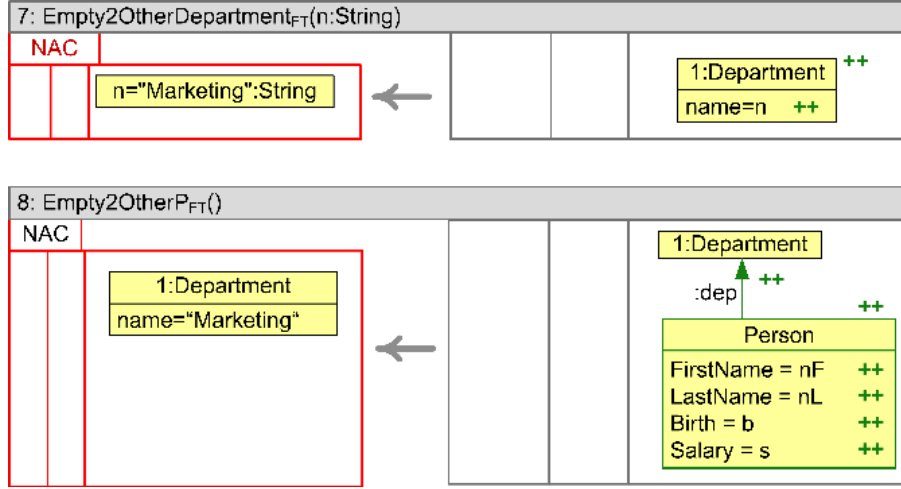 7: Empty2OtherDepartmentFT(n:String)
NAC
n="Marketing":String
1:Department ++
name=n ++
8: Empty2OtherPFT()
NAC
1:Department
name=“Marketing“
1:Department
:dep ++
++
Person
FirstName = nF ++
LastName = nL ++
Birth = b ++
Salary = s ++